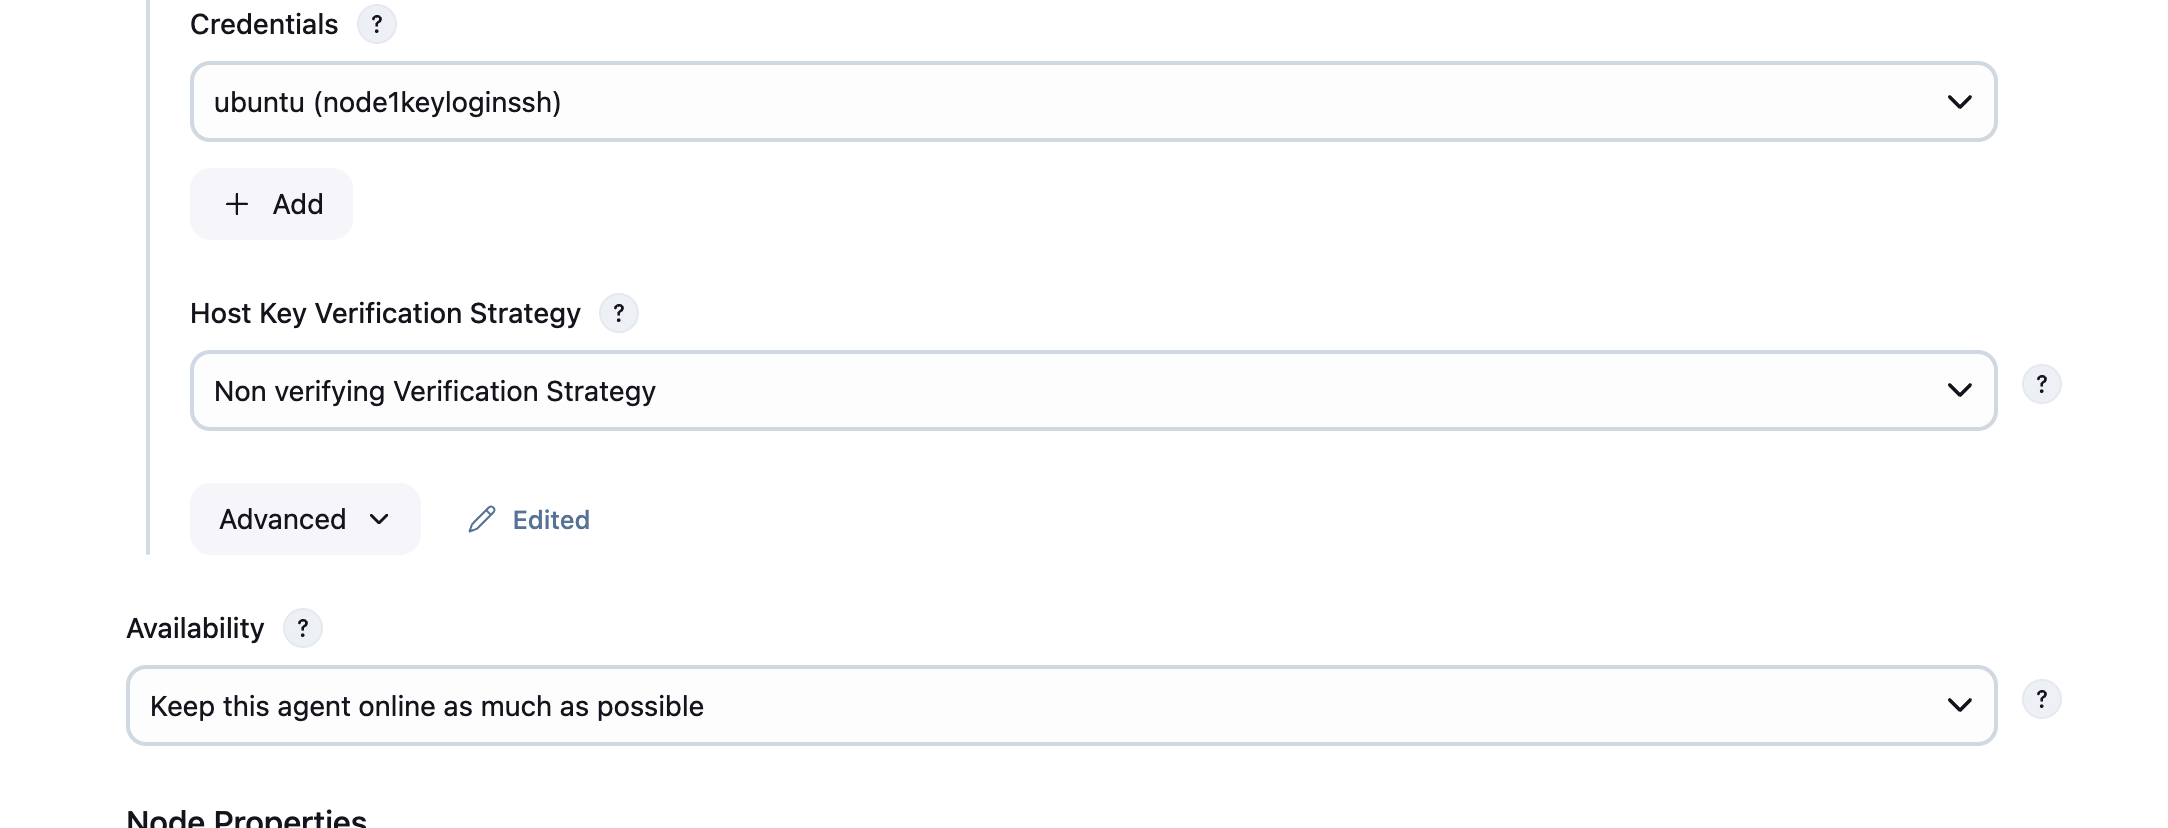 Credentials ?
ubuntu (node1keyloginssh)
+ Add
Host Key Verification Strategy ?
Non verifying Verification Strategy
?
Advanced
Edited
Availability ?
Keep this agent online as much as possible
?
Node Properties